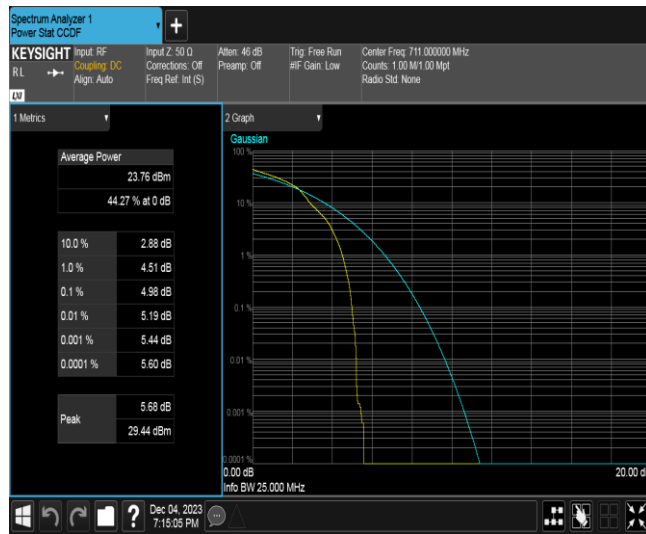 Spectrum Analyzer 1
Power Stat CCDF
+
KEYSIGHT
RL
LXI
Input: RF
Coupling: DC
Align: Auto
Input Z: 50 Ω
Corrections: Off
Freq Ref: Int (S)
Atten: 46 dB
Preamp: Off
Trig: Free Run
#IF Gain: Low
Center Freq: 711.000000 MHz
Counts: 1.00 M/1.00 Mpt
Radio Std: None
1 Metrics
Average Power
23.76 dBm
44.27 % at 0 dB
10.0 % 2.88 dB
1.0 % 4.51 dB
0.1 % 4.98 dB
0.01 % 5.19 dB
0.001 % 5.44 dB
0.0001 % 5.60 dB
Peak
5.68 dB
29.44 dBm
2 Graph
Gaussian
100 %
10 %
1 %
0.1 %
0.01 %
0.001 %
0.0001 %
0.00 dB
20.00 d
Info BW 25.000 MHz
?
Dec 04, 2023
7:15:05 PM